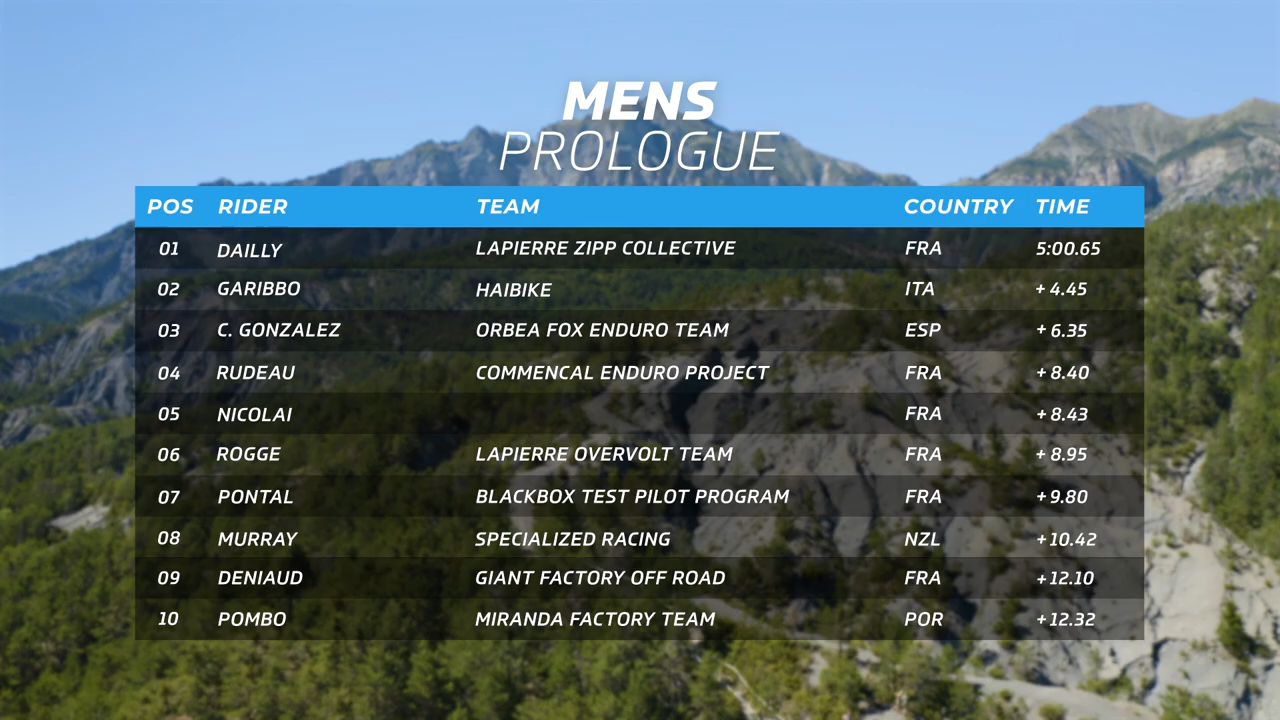 MENS
PROLOGUE
POS RIDER TEAM COUNTRY TIME
01 DAILLY LAPIERRE ZIPP COLLECTIVE FRA 5:00.65
02 GARIBBO HAIBIKE ITA + 4.45
03 C. GONZALEZ ORBEA FOX ENDURO TEAM ESP + 6.35
04 RUDEAU COMMENCAL ENDURO PROJECT FRA + 8.40
05 NICOLAI FRA + 8.43
06 ROGGE LAPIERRE OVERVOLT TEAM FRA + 8.95
07 PONTAL BLACKBOX TEST PILOT PROGRAM FRA + 9.80
08 MURRAY SPECIALIZED RACING NZL + 10.42
09 DENIAUD GIANT FACTORY OFF ROAD FRA + 12.10
10 POMBO MIRANDA FACTORY TEAM POR + 12.32